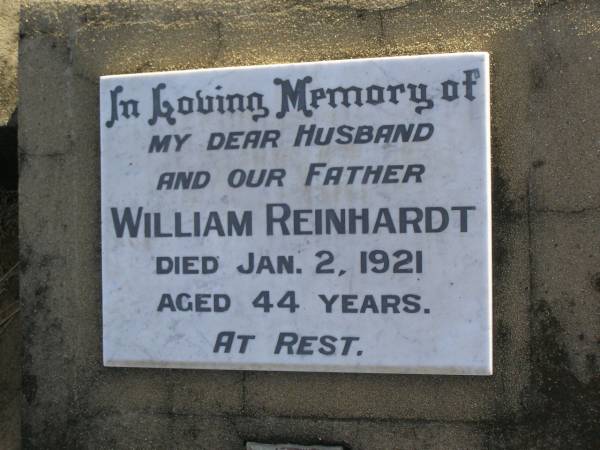 In Loving Memory of
MY DEAR HUSBAND
AND OUR FATHER
WILLIAM REINHARDT
DIED JAN. 2, 1921
AGED 44 YEARS.
AT REST.